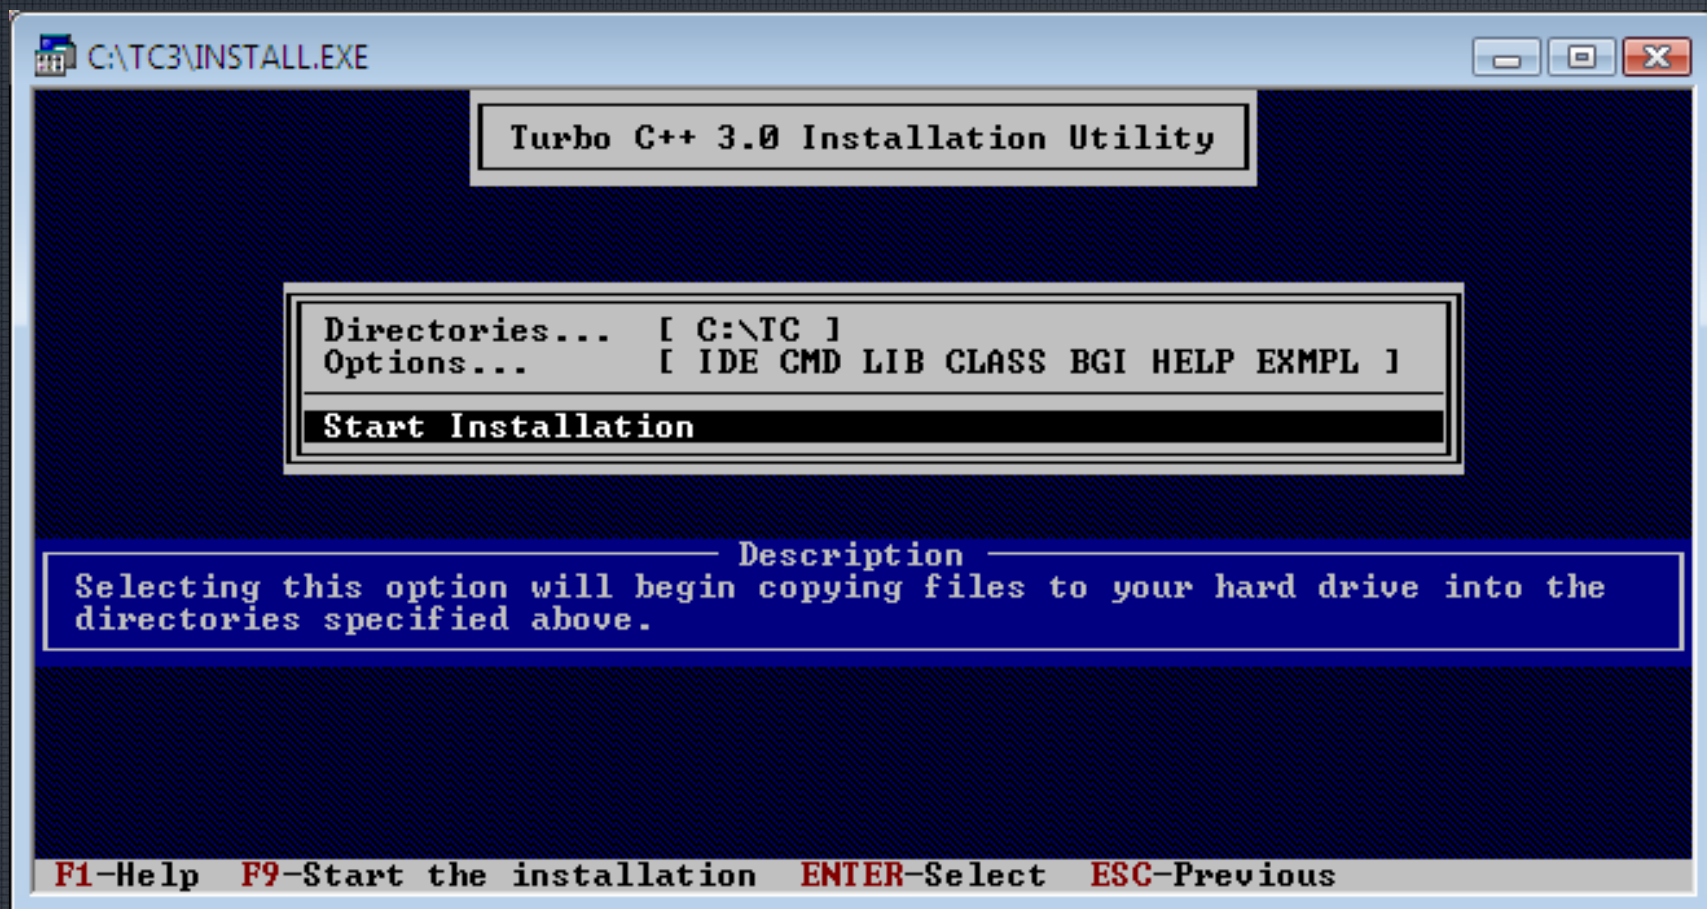 C:\TC3\INSTALL.EXE
Turbo C++ 3.0 Installation Utility
Directories... [ C:\TC ]
Options... [ IDE CMD LIB CLASS BGI HELP EXMPL ]
Start Installation
Description
Selecting this option will begin copying files to your hard drive into the
directories specified above.
F1-Help F9-Start the installation ENTER-Select ESC-Previous